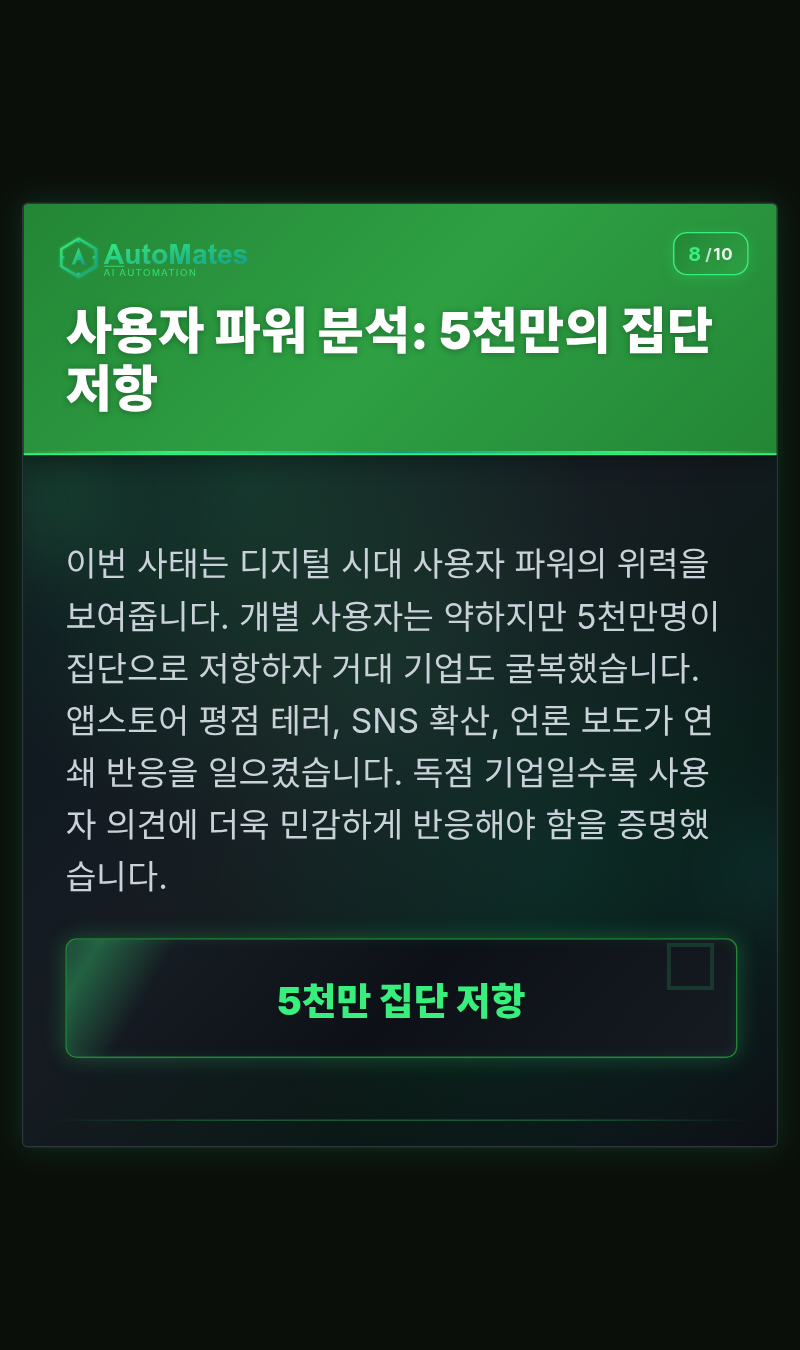 AutoMates
AI AUTOMATION
8 / 10
사용자 파워 분석: 5천만의 집단
저항
이번 사태는 디지털 시대 사용자 파워의 위력을
보여줍니다. 개별 사용자는 약하지만 5천만명이
집단으로 저항하자 거대 기업도 굴복했습니다.
앱스토어 평점 테러, SNS 확산, 언론 보도가 연
쇄 반응을 일으켰습니다. 독점 기업일수록 사용
자 의견에 더욱 민감하게 반응해야 함을 증명했
습니다.
5천만 집단 저항